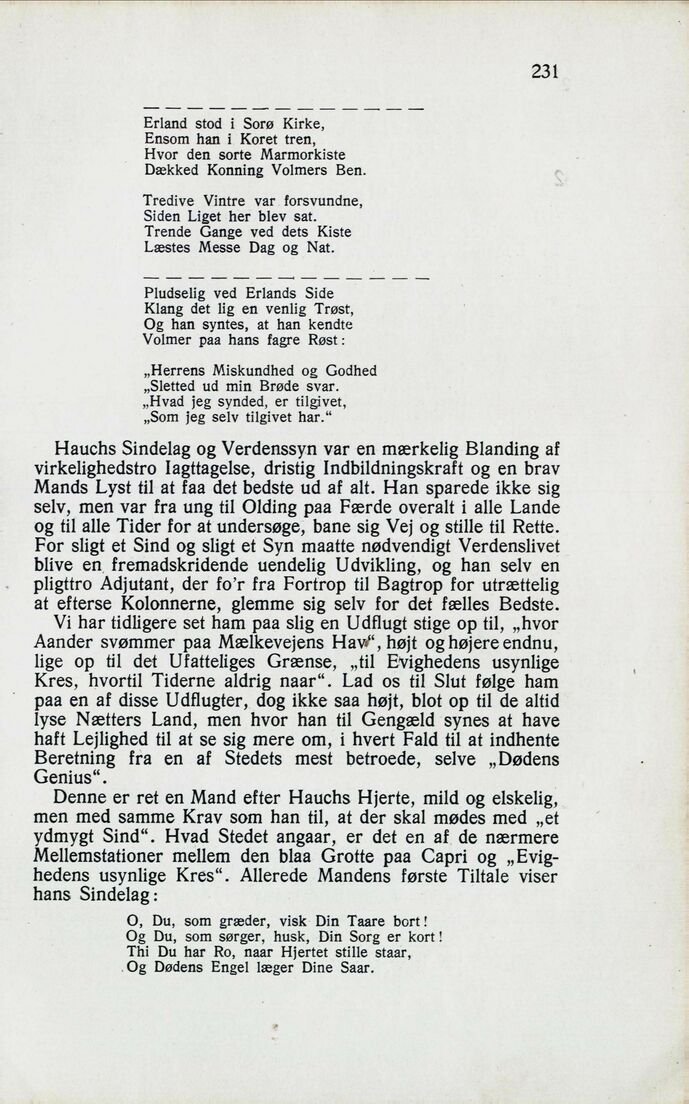 231
Erland stod i Sorø Kirke,
Ensom han i Koret tren,
Hvor den sorte Marmorkiste
Dækked Konning Volmers Ben.
Tredive Vintre var forsvundne,
Siden Liget her blev sat.
Trende Gange ved dets Kiste
Læstes Messe Dag og Nat.
Pludselig ved Erlands Side
Klang det lig en venlig Trøst,
Og han syntes, at han kendte
Volmer paa hans fagre Røst:
„Herrens Miskundhed og Godhed
„Sletted ud min Brøde svar.
„Hvad jeg synded, er tilgivet,
„Som jeg selv tilgivet har.“
Hauchs Sindelag og Verdenssyn var en mærkelig Blanding af
virkelighedstro Iagttagelse, dristig Indbildningskraft og en brav
Mands Lyst til at faa det bedste ud af alt. Han sparede ikke sig
selv, men var fra ung til Olding paa Færde overalt i alle Lande
og til alle Tider for at undersøge, bane sig Vej og stille til Rette.
For sligt et Sind og sligt et Syn maatte nødvendigt Verdenslivet
blive en fremadskridende uendelig Udvikling, og han selv en
pligttro Adjutant, der fo'r fra Fortrop til Bagtrop for utrættelig
at efterse Kolonnerne, glemme sig selv for det fælles Bedste.
Vi har tidligere set ham paa slig en Udflugt stige op til, „hvor
Aander svømmer paa Mælkevejens Hav“, højt og højere endnu,
lige op til det Ufatteliges Grænse, „til Evighedens usynlige
Kres, hvortil Tiderne aldrig naar“. Lad os til Slut følge ham
paa en af disse Udflugter, dog ikke saa højt, blot op til de altid
lyse Nætters Land, men hvor han til Gengæld synes at have
haft Lejlighed til at se sig mere om, i hvert Fald til at indhente
Beretning fra en af Stedets mest betroede, selve „Dødens
Genius“.
Denne er ret en Mand efter Hauchs Hjerte, mild og elskelig,
men med samme Krav som han til, at der skal mødes med „et
ydmygt Sind“. Hvad Stedet angaar, er det en af de nærmere
Mellemstationer mellem den blaa Grotte paa Capri og „Evig-
hedens usynlige Kres“. Allerede Mandens første Tiltale viser
hans Sindelag:
O, Du, som græder, visk Din Taare bort!
Og Du, som sørger, husk, Din Sorg er kort!
Thi Du har Ro, naar Hjertet stille staar,
Og Dødens Engel læger Dine Saar.